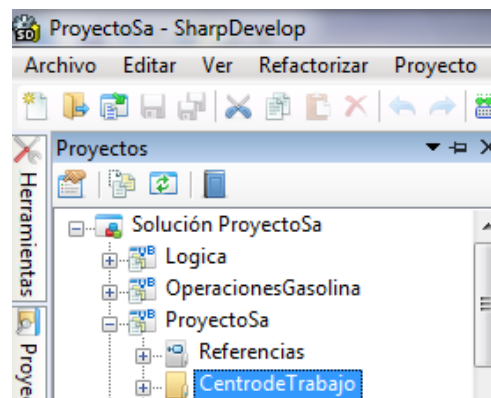 ProyectoSa - SharpDevelop
Archivo Editar Ver Refactorizar Proyecto
Proyectos
Herramientas
Solución ProyectoSa
Logica
OperacionesGasolina
ProyectoSa
Referencias
CentrodeTrabajo